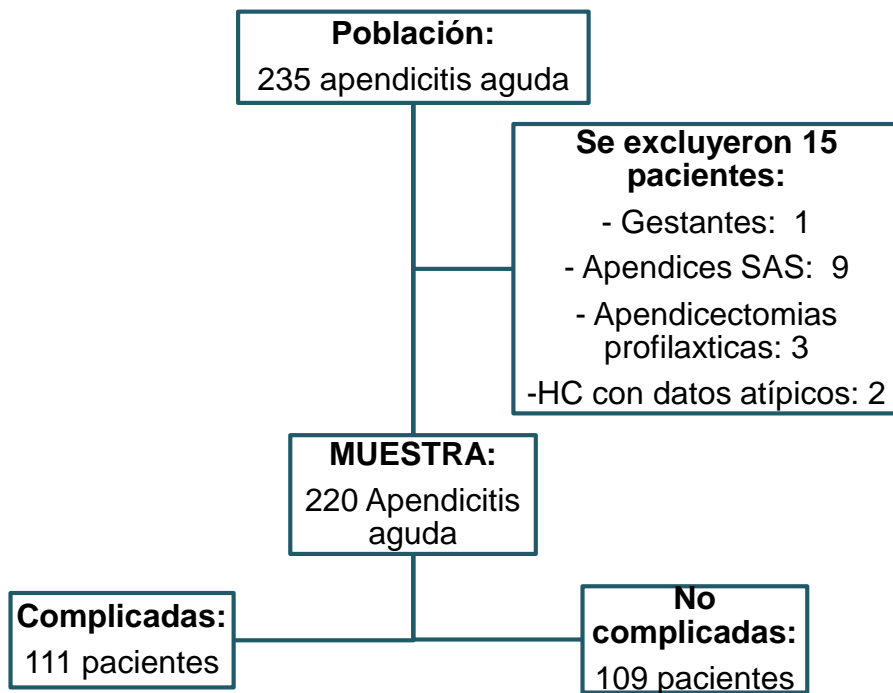 Población:
235 apendicitis aguda
Se excluyeron 15
pacientes:
- Gestantes:  1
- Apendices SAS:  9
- Apendicectomias
profilaxticas: 3
-HC con datos atípicos: 2
MUESTRA:
220 Apendicitis
aguda
Complicadas:
111 pacientes
No
complicadas:
109 pacientes